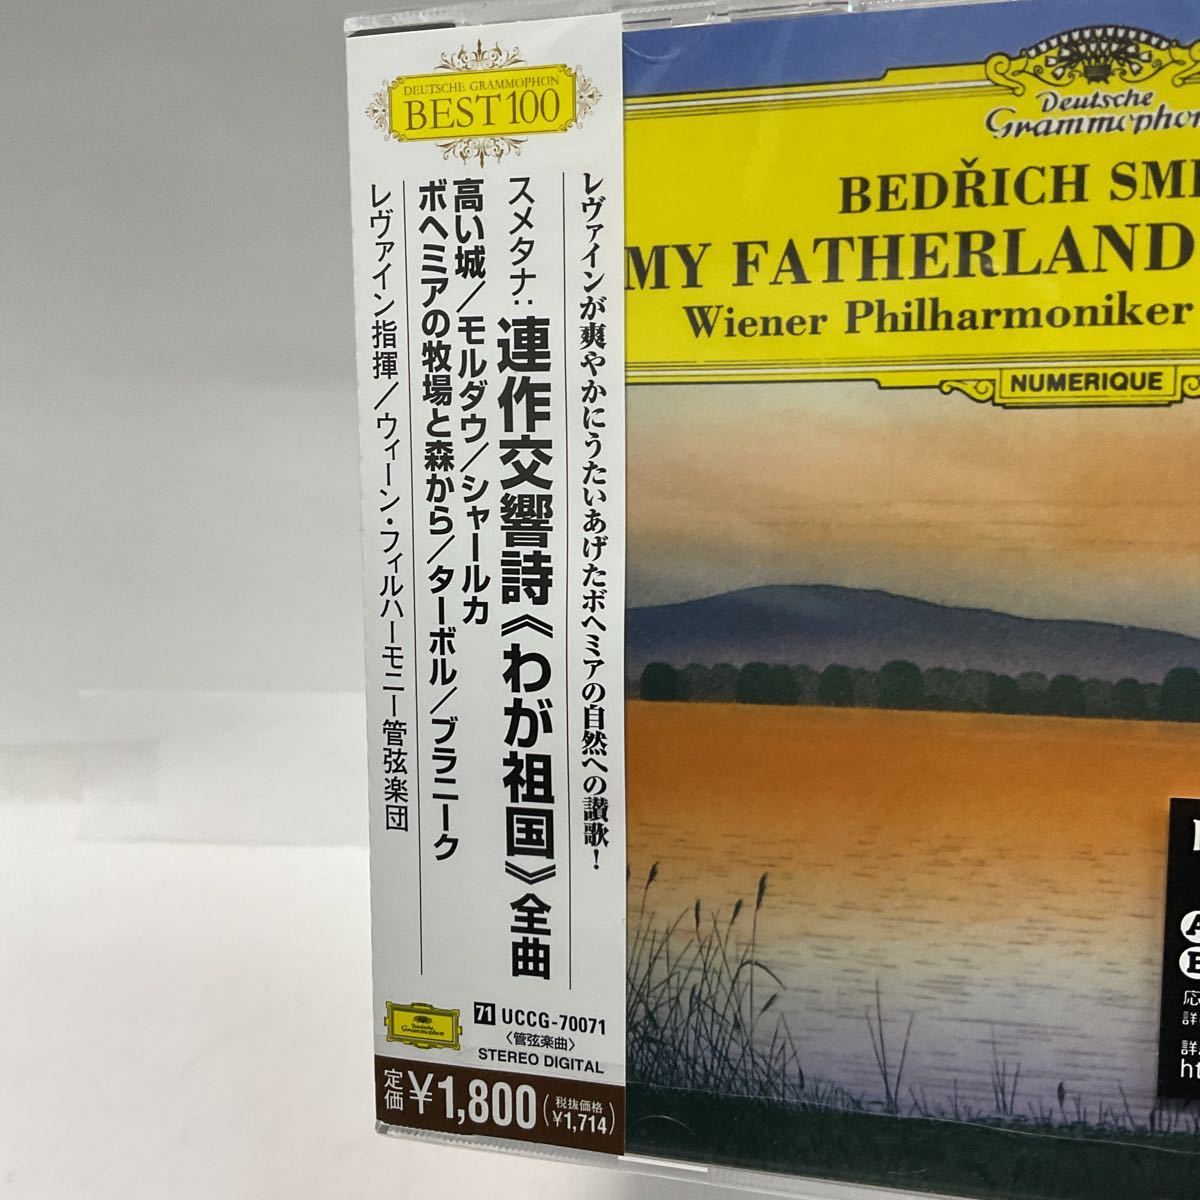 DEUTSCHE GRAMMOPHON
BEST 100
レヴァインが爽やかにうたいあげたボヘミアの自然への讃歌！
スメタナ：連作交響詩《わが祖国》全曲
高い城／モルダウ／シャールカ
ボヘミアの牧場と森から／ターボル／ブラニーク
レヴァイン指揮／ウィーン・フィルハーモニー管弦楽団
Deutsche
Grammophon
71 UCCG-70071
〈管弦楽曲〉
STEREO DIGITAL
定価 ¥1,800 (税抜価格 ¥1,714)
Deutsche
Grammophon
BEDŘICH SM
MY FATHERLAND
Wiener Philharmoniker
NUMERIQUE
応
詳
詳
ht